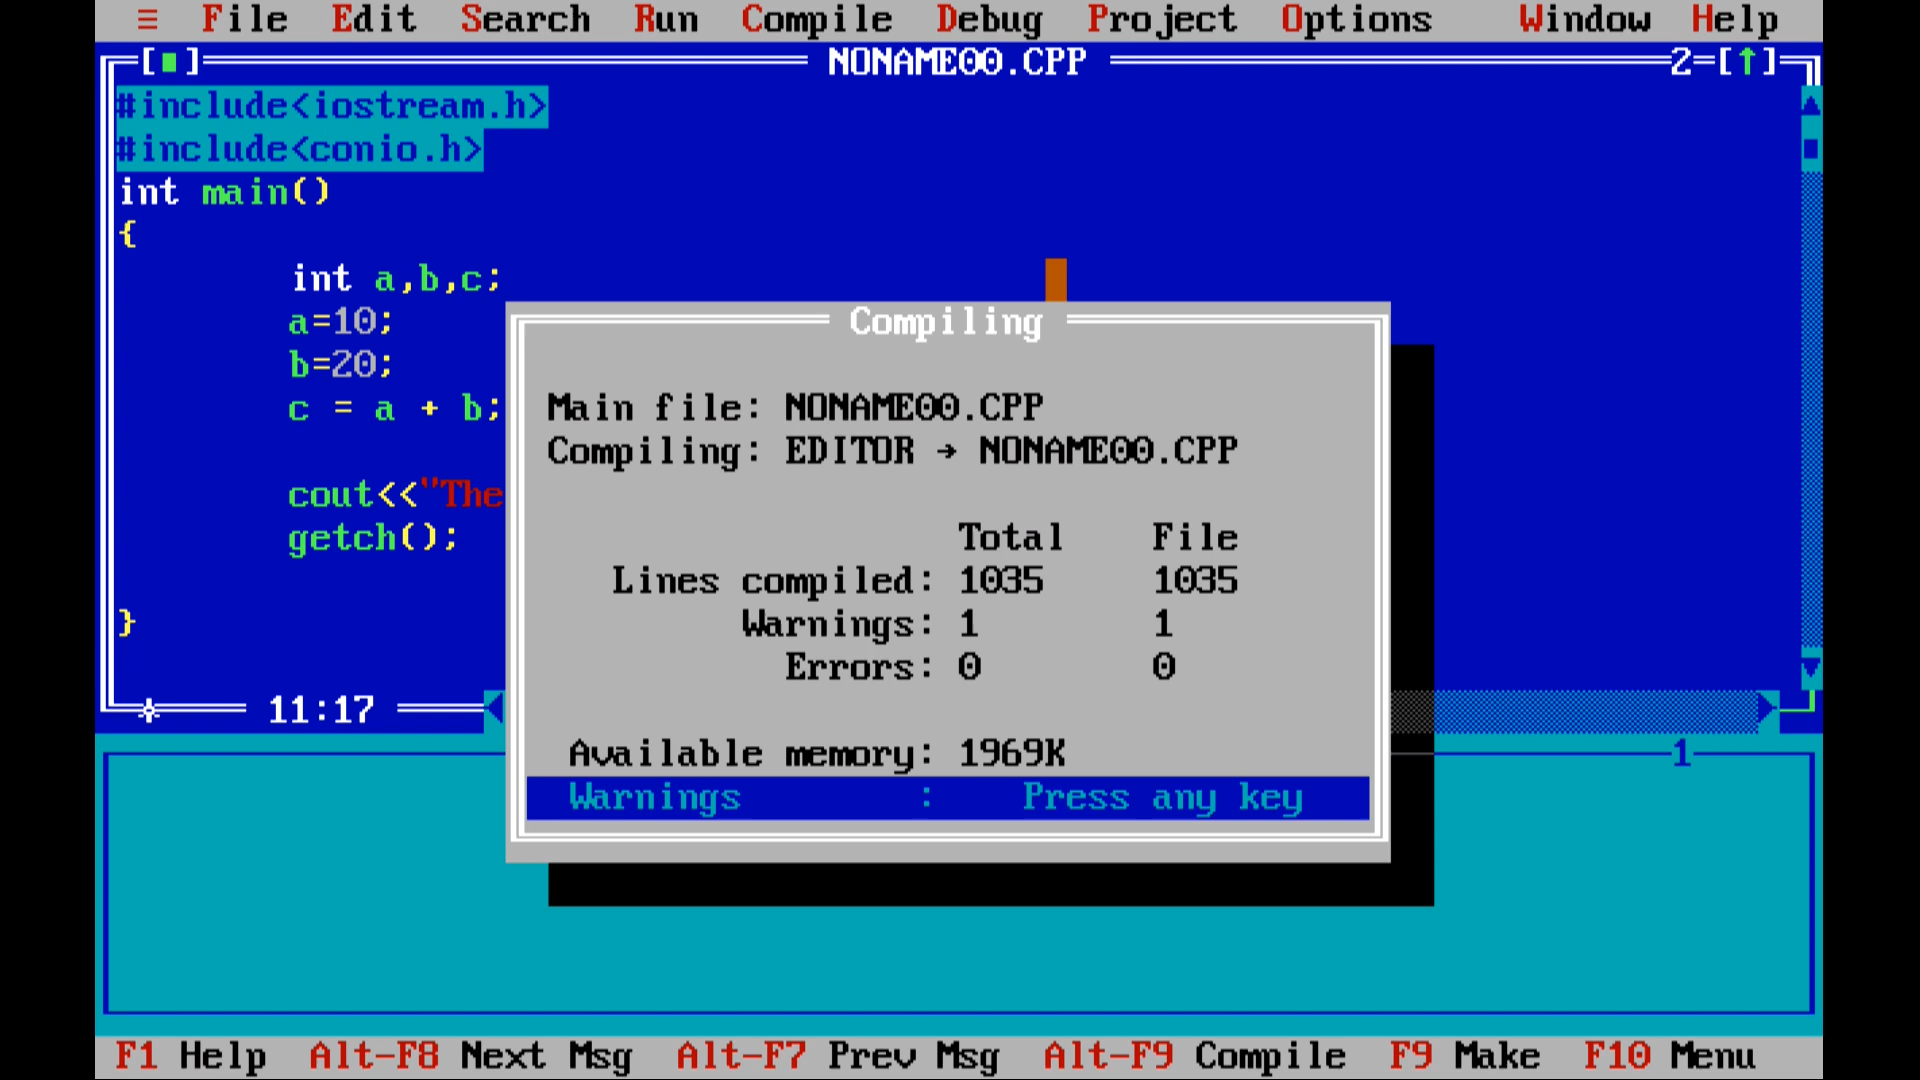 ≡ File Edit Search Run Compile Debug Project Options Window Help
[■] NONAME00.CPP 2=[↑]
#include<iostream.h>
#include<conio.h>
int main()
{
int a,b,c;
a=10;
b=20;
c = a + b;
cout<<"The
getch();
}
11:17
Compiling
Main file: NONAME00.CPP
Compiling: EDITOR → NONAME00.CPP
Total File
Lines compiled: 1035 1035
Warnings: 1 1
Errors: 0 0
Available memory: 1969K
Warnings : Press any key
1
F1 Help Alt-F8 Next Msg Alt-F7 Prev Msg Alt-F9 Compile F9 Make F10 Menu